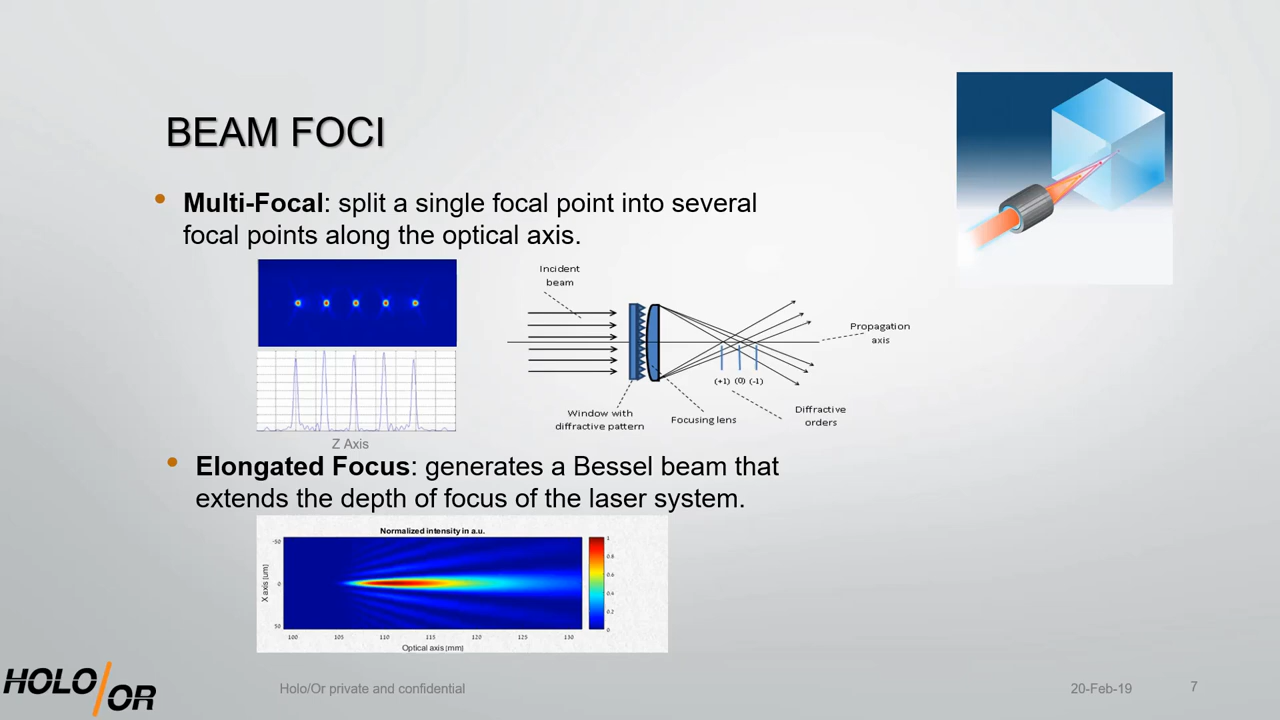 BEAM FOCI
• Multi-Focal: split a single focal point into several
focal points along the optical axis.
Incident
beam
Propagation
axis
(+1) (0) (-1)
Window with
diffractive pattern
Focusing lens
Diffractive
orders
Z Axis
• Elongated Focus: generates a Bessel beam that
extends the depth of focus of the laser system.
Normalized intensity in a.u.
X axis [um]
-50
0
50
100 105 110 115 120 125 130
Optical axis [mm]
1
0.8
0.6
0.4
0.2
0
HOLO/OR
Holo/Or private and confidential
20-Feb-19
7